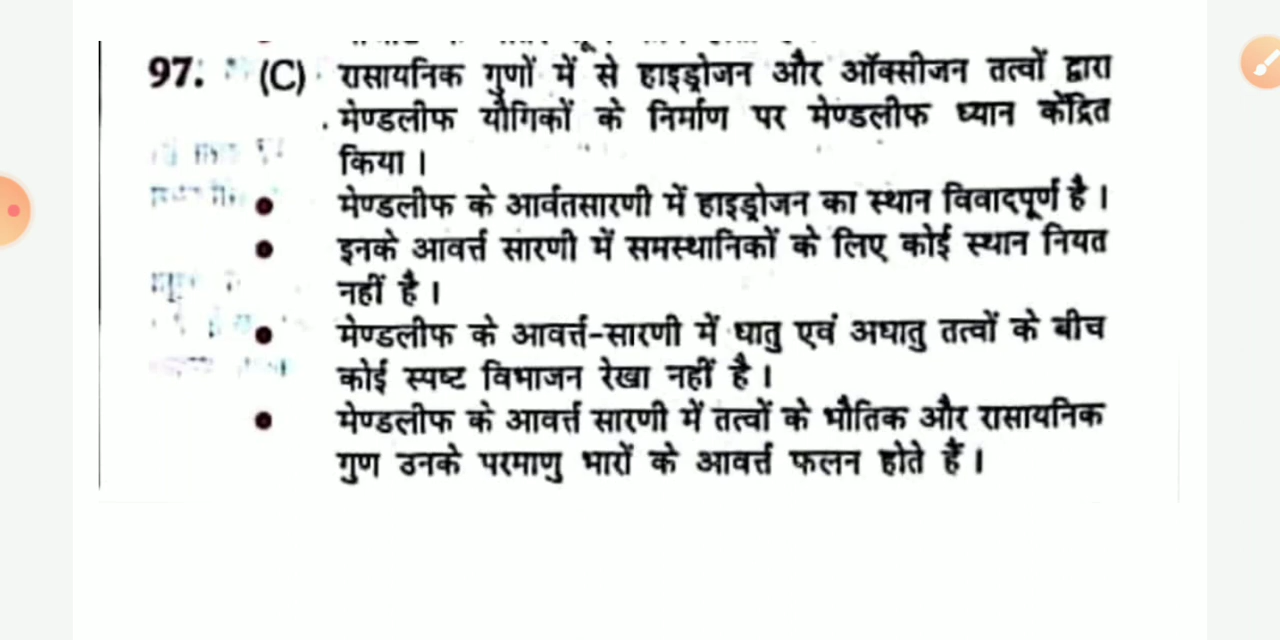 97. (C) रासायनिक गुणों में से हाइड्रोजन और ऑक्सीजन तत्वों द्वारा
मेण्डलीफ यौगिकों के निर्माण पर मेण्डलीफ ध्यान केंद्रित
किया।
● मेण्डलीफ के आर्वतसारणी में हाइड्रोजन का स्थान विवादपूर्ण है।
● इनके आवर्त्त सारणी में समस्थानिकों के लिए कोई स्थान नियत
नहीं है।
● मेण्डलीफ के आवर्त्त-सारणी में धातु एवं अधातु तत्वों के बीच
कोई स्पष्ट विभाजन रेखा नहीं है।
● मेण्डलीफ के आवर्त्त सारणी में तत्वों के भौतिक और रासायनिक
गुण उनके परमाणु भारों के आवर्त्त फलन होते हैं।